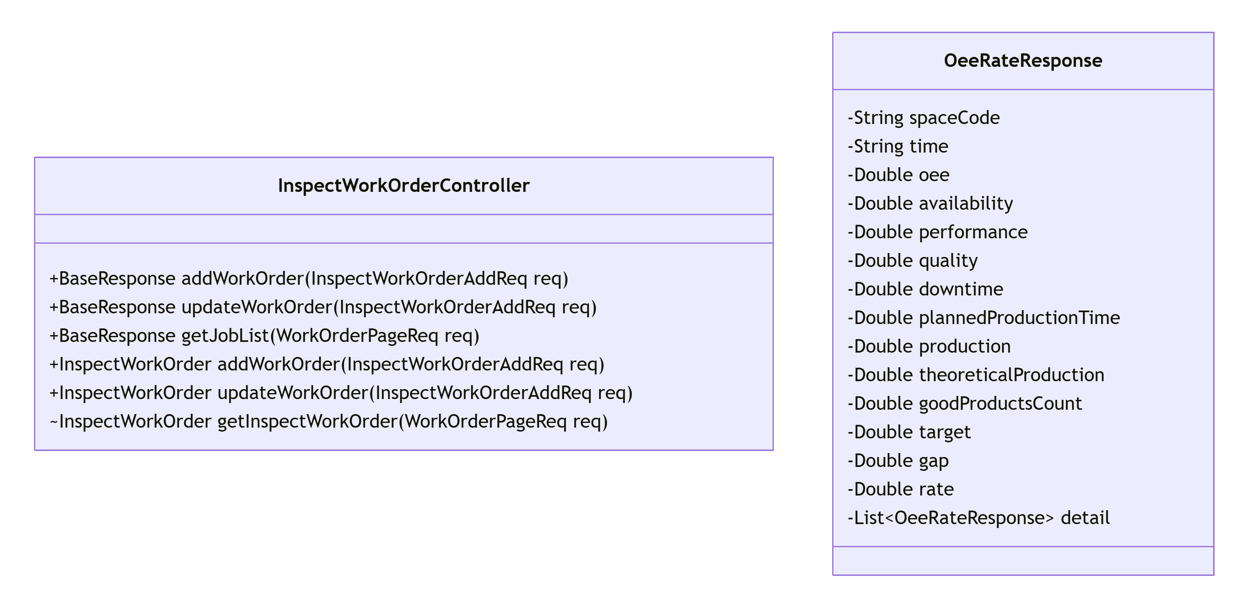 InspectWorkOrderController
+BaseResponse addWorkOrder(InspectWorkOrderAddReq req)
+BaseResponse updateWorkOrder(InspectWorkOrderAddReq req)
+BaseResponse getJobList(WorkOrderPageReq req)
+InspectWorkOrder addWorkOrder(InspectWorkOrderAddReq req)
+InspectWorkOrder updateWorkOrder(InspectWorkOrderAddReq req)
~InspectWorkOrder getInspectWorkOrder(WorkOrderPageReq req)
OeeRateResponse
-String spaceCode
-String time
-Double oee
-Double availability
-Double performance
-Double quality
-Double downtime
-Double plannedProductionTime
-Double production
-Double theoreticalProduction
-Double goodProductsCount
-Double target
-Double gap
-Double rate
-List<OeeRateResponse> detail